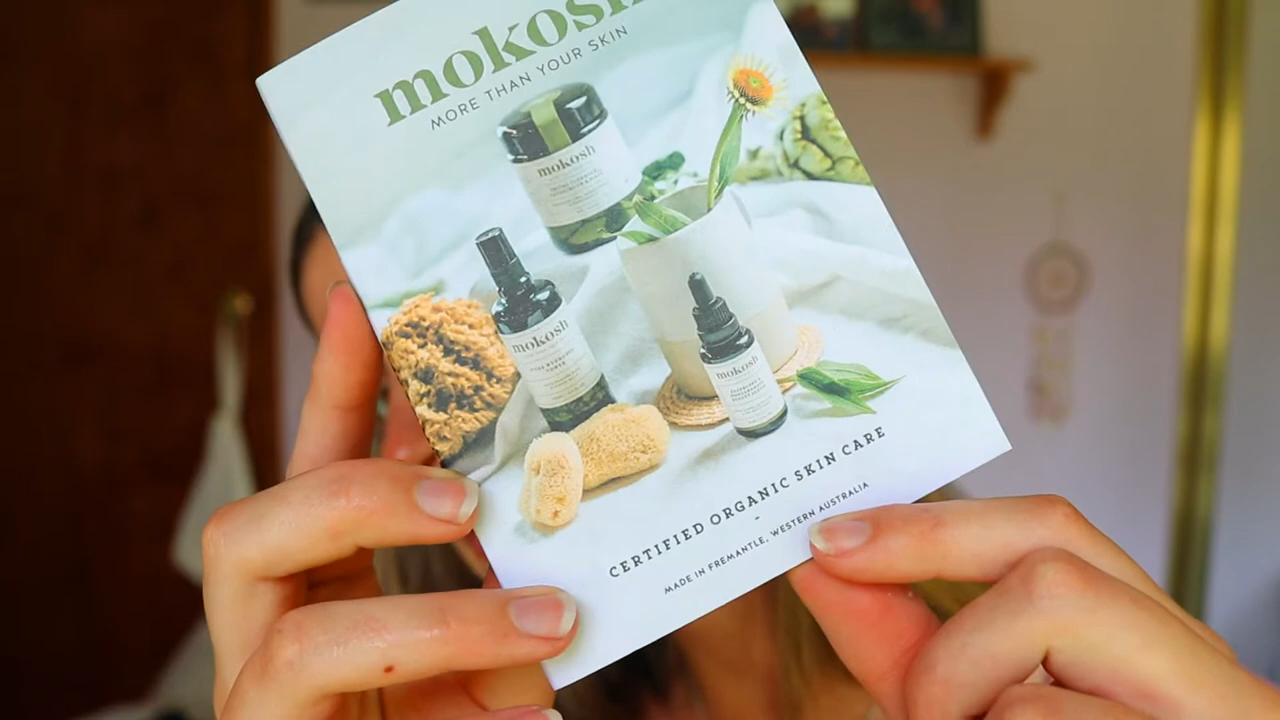 mokosh
MORE THAN YOUR SKIN
mokosh
mokosh
mokosh
CERTIFIED ORGANIC SKIN CARE
-
MADE IN FREMANTLE, WESTERN AUSTRALIA